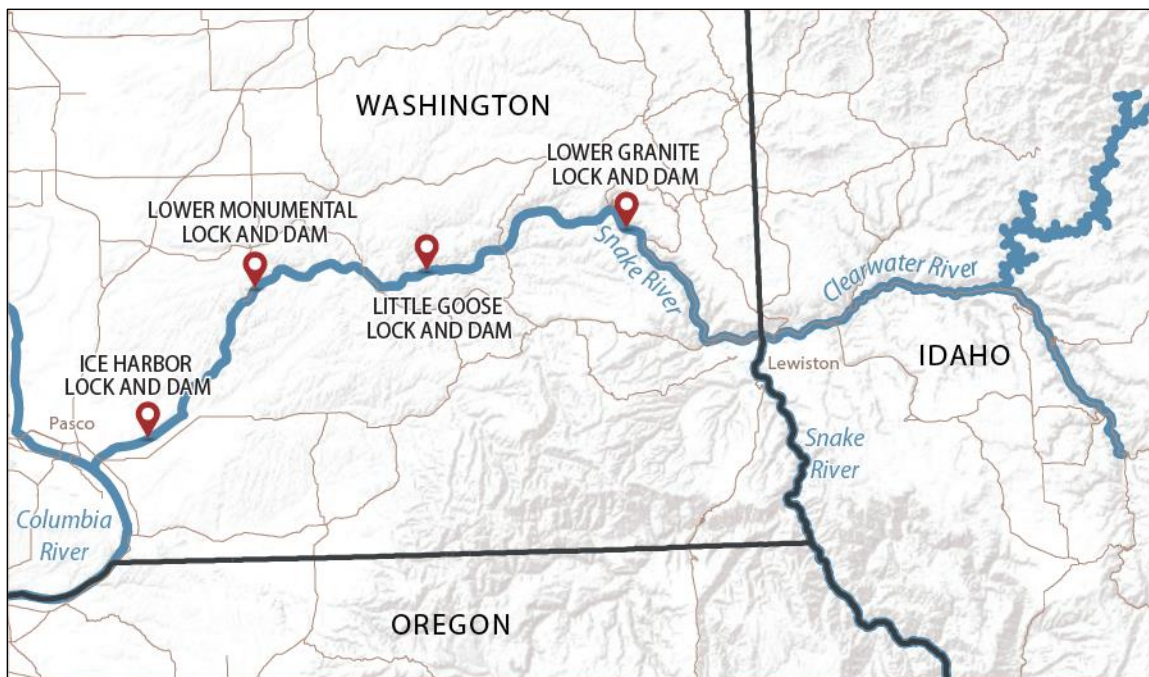 WASHINGTON
LOWER GRANITE
LOCK AND DAM
LOWER MONUMENTAL
LOCK AND DAM
Snake River
Clearwater River
LITTLE GOOSE
LOCK AND DAM
ICE HARBOR
LOCK AND DAM
IDAHO
Lewiston
Pasco
Snake
River
Columbia
River
OREGON